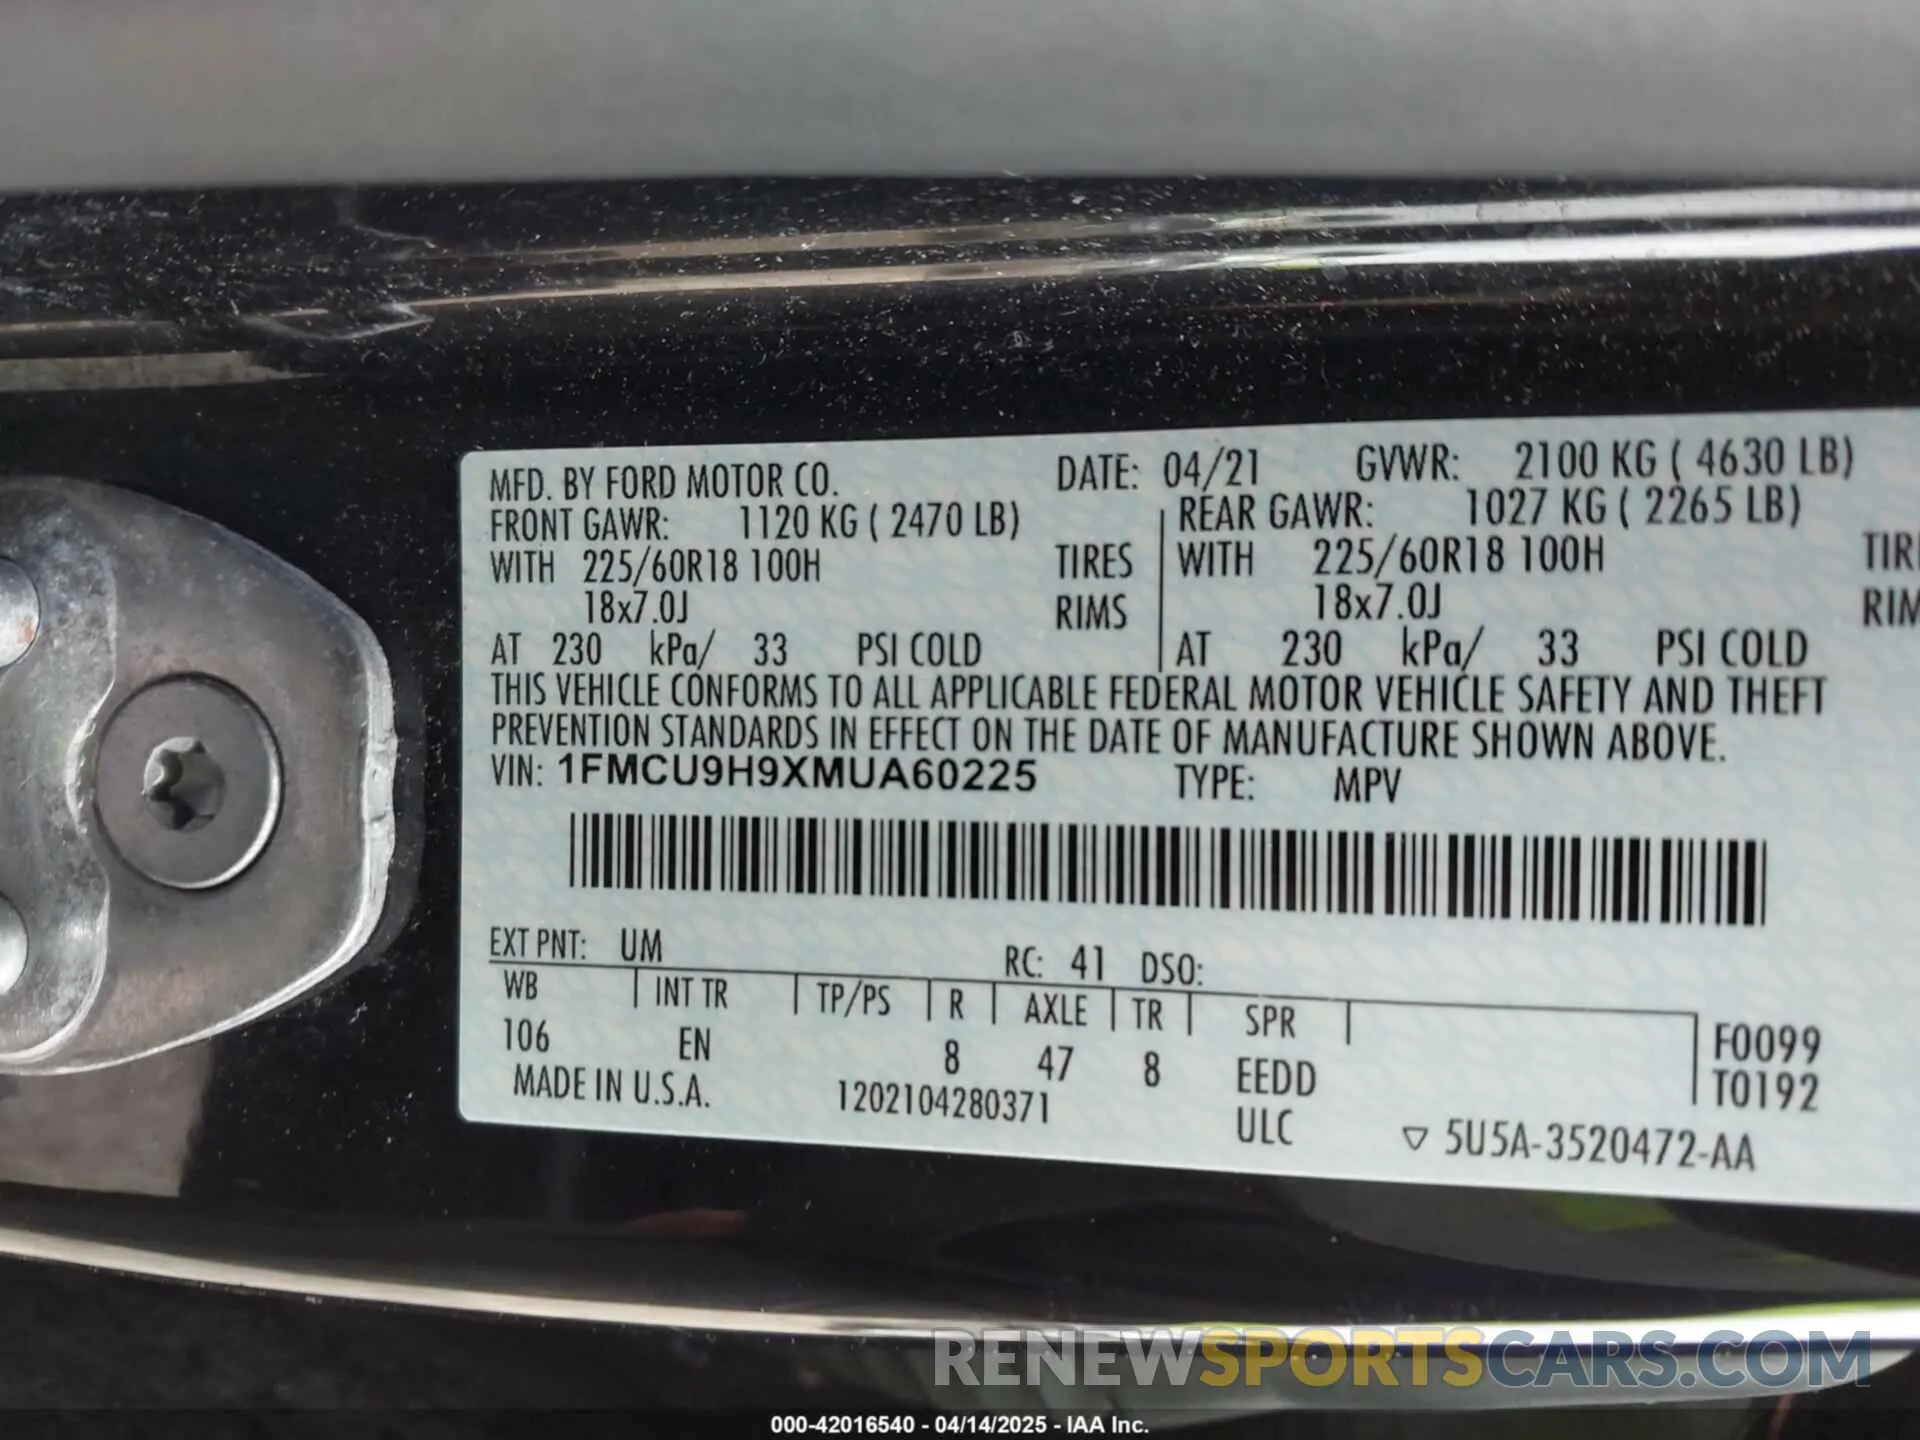 MFD. BY FORD MOTOR CO. DATE: 04/21 GVWR: 2100 KG ( 4630 LB)
FRONT GAWR: 1120 KG ( 2470 LB) REAR GAWR: 1027 KG ( 2265 LB)
WITH 225/60R18 100H TIRES WITH 225/60R18 100H TIR
18x7.0J RIMS 18x7.0J RIM
AT 230 kPa/ 33 PSI COLD AT 230 kPa/ 33 PSI COLD
THIS VEHICLE CONFORMS TO ALL APPLICABLE FEDERAL MOTOR VEHICLE SAFETY AND THEFT
PREVENTION STANDARDS IN EFFECT ON THE DATE OF MANUFACTURE SHOWN ABOVE.
VIN: 1FMCU9H9XMUA60225 TYPE: MPV
EXT PNT: UM RC: 41 DSO:
WB INT TR TP/PS R AXLE TR SPR F0099
106 EN 8 47 8 EEDD T0192
MADE IN U.S.A. 1202104280371 ULC ▽ 5U5A-3520472-AA
RENEWSPORTSCARS.COM
000-42016540 - 04/14/2025 - IAA Inc.